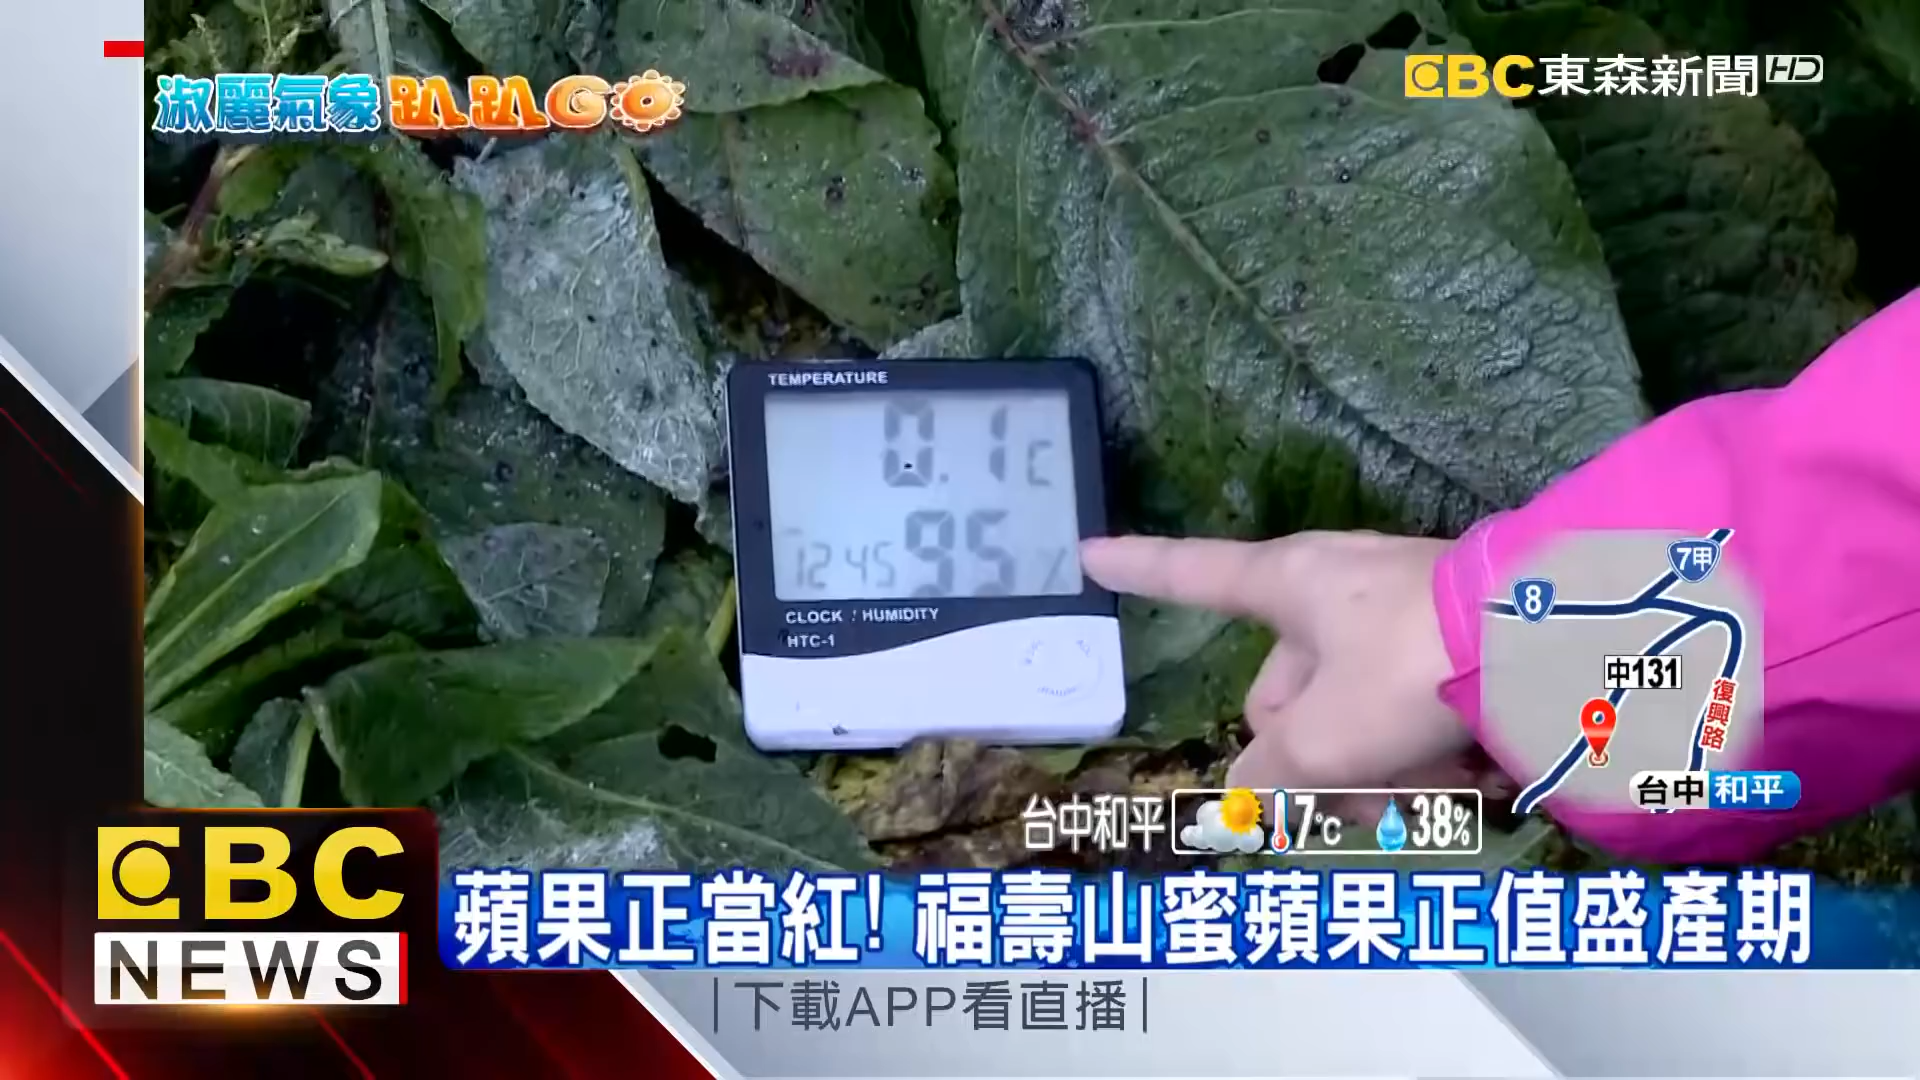 淑麗氣象趴趴GO
EBC東森新聞HD
TEMPERATURE
0.1 C
1245 95 %
CLOCK / HUMIDITY
HTC-1
7甲
8
中131
復興路
台中和平
台中和平 7°C 38%
蘋果正當紅! 福壽山蜜蘋果正值盛產期
EBC
NEWS
|下載APP看直播|